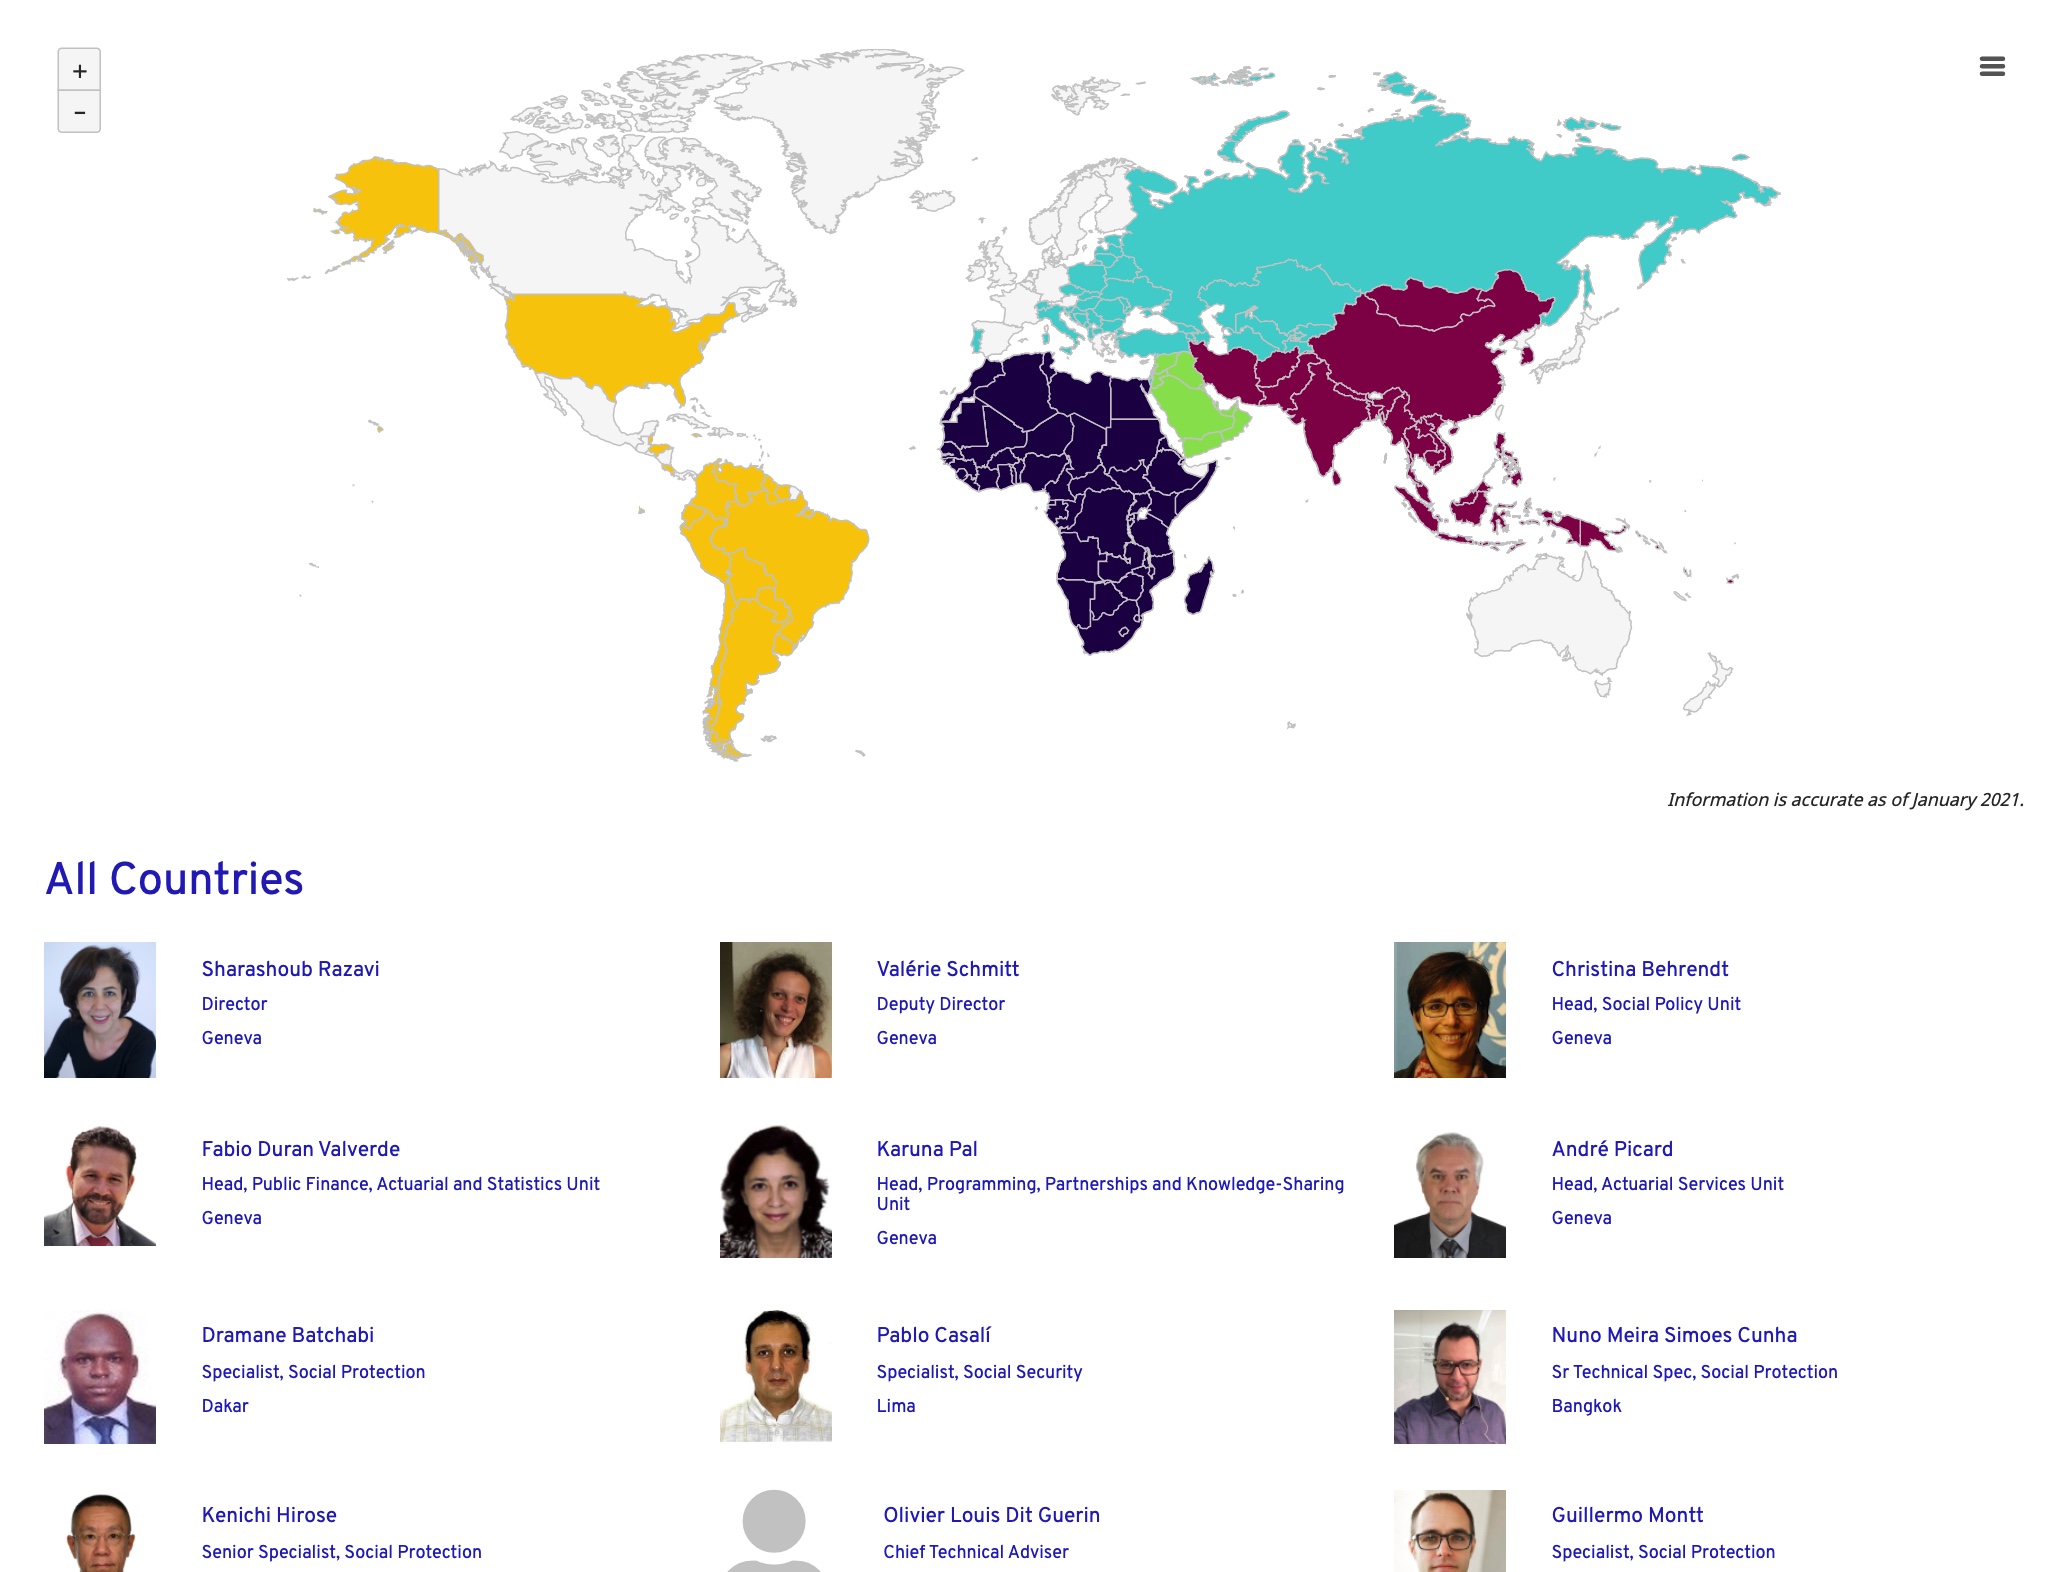 +
−
Information is accurate as of January 2021.
All Countries
Sharashoub Razavi
Director
Geneva
Valérie Schmitt
Deputy Director
Geneva
Christina Behrendt
Head, Social Policy Unit
Geneva
Fabio Duran Valverde
Head, Public Finance, Actuarial and Statistics Unit
Geneva
Karuna Pal
Head, Programming, Partnerships and Knowledge-Sharing
Unit
Geneva
André Picard
Head, Actuarial Services Unit
Geneva
Dramane Batchabi
Specialist, Social Protection
Dakar
Pablo Casalí
Specialist, Social Security
Lima
Nuno Meira Simoes Cunha
Sr Technical Spec, Social Protection
Bangkok
Kenichi Hirose
Senior Specialist, Social Protection
Olivier Louis Dit Guerin
Chief Technical Adviser
Guillermo Montt
Specialist, Social Protection